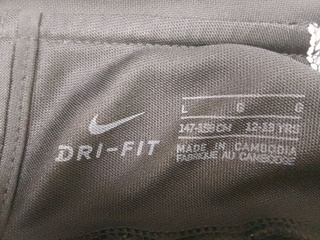 DRI-FIT
L G G
147-158 CM 12-13 YRS
MADE IN CAMBODIA
FABRIQUE AU CAMBODGE